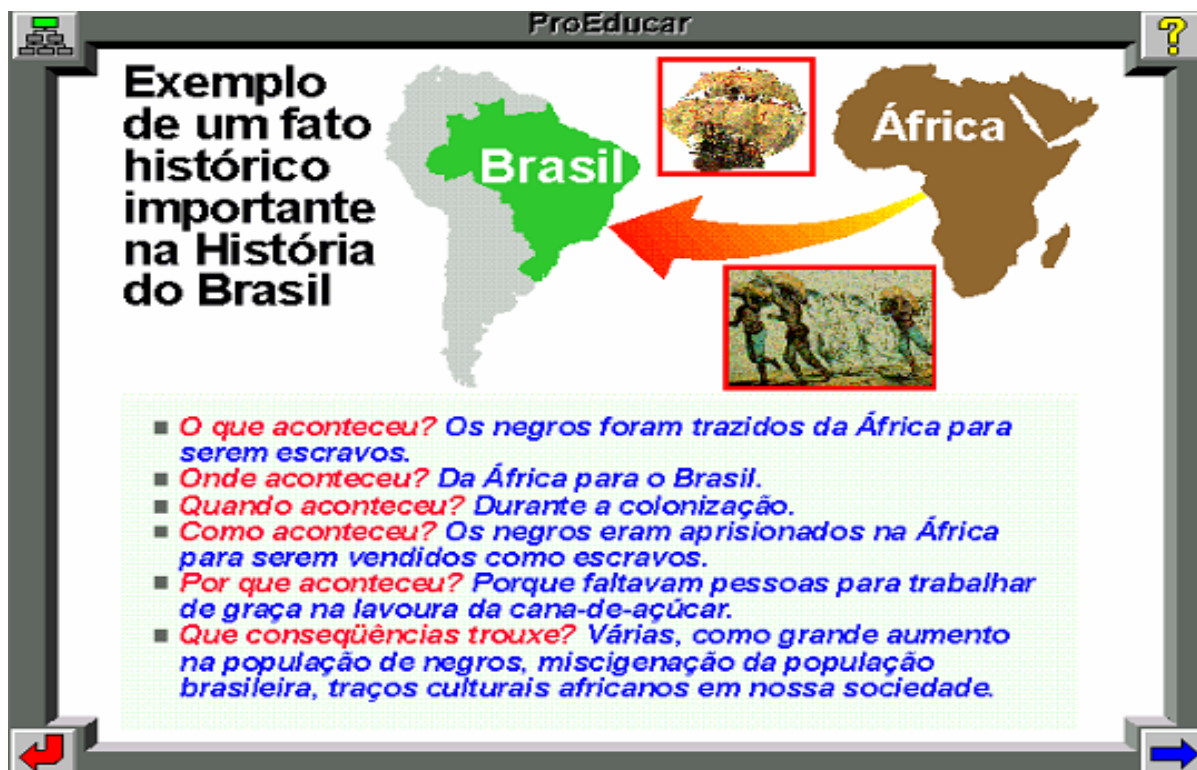 ProEducar
Exemplo
de um fato
histórico
importante
na História
do Brasil
Brasil
África
O que aconteceu? Os negros foram trazidos da África para
serem escravos.
Onde aconteceu? Da África para o Brasil.
Quando aconteceu? Durante a colonização.
Como aconteceu? Os negros eram aprisionados na África
para serem vendidos como escravos.
Por que aconteceu? Porque faltavam pessoas para trabalhar
de graça na lavoura da cana-de-açúcar.
Que conseqüências trouxe? Várias, como grande aumento
na população de negros, miscigenação da população
brasileira, traços culturais africanos em nossa sociedade.